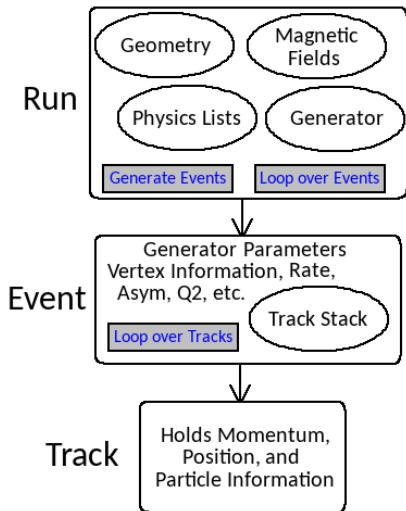 Geometry
Magnetic
Fields
Run
Physics Lists
Generator
Generate Events
Loop over Events
Generator Parameters
Vertex Information, Rate,
Asym, Q2, etc.
Event
Track Stack
Loop over Tracks
Track
Holds Momentum,
Position, and
Particle Information